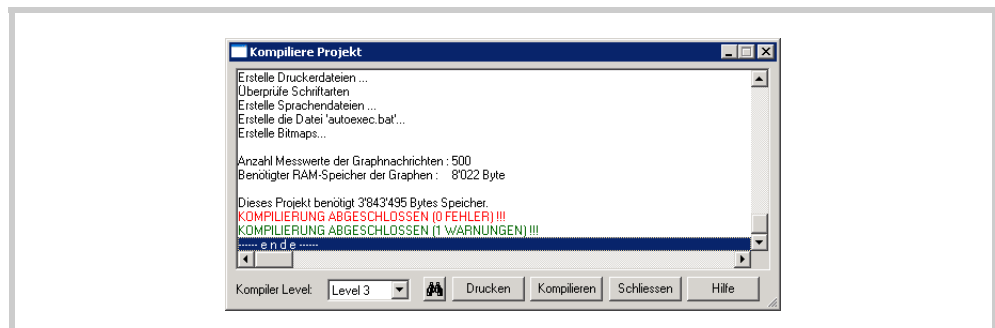 Kompiliere Projekt
Erstelle Druckerdateien ...
Überprüfe Schriftarten
Erstelle Sprachendateien ...
Erstelle die Datei 'autoexec.bat'...
Erstelle Bitmaps...
Anzahl Messwerte der Graphnachrichten : 500
Benötigter RAM-Speicher der Graphen : 8'022 Byte
Dieses Projekt benötigt 3'843'495 Bytes Speicher.
KOMPILIERUNG ABGESCHLOSSEN (0 FEHLER) !!!
KOMPILIERUNG ABGESCHLOSSEN (1 WARNUNGEN) !!!
------ e n d e ------
Kompiler Level: Level 3 Drucken Kompilieren Schliessen Hilfe